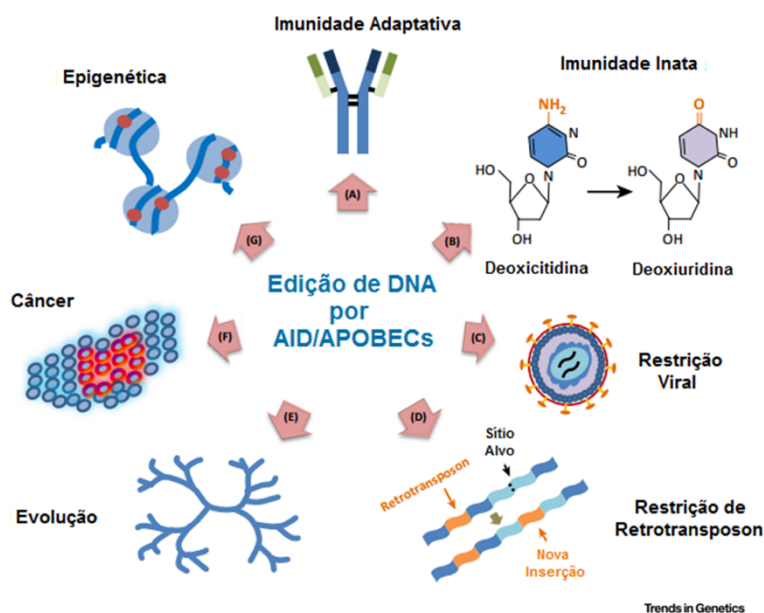 Imunidade Adaptativa
Epigenética
Imunidade Inata
NH₂
N
O
N
HO
O
OH
Deoxicitidina
O
NH
O
N
HO
O
OH
Deoxiuridina
(A)
(B)
(G)
Edição de DNA
por
AID/APOBECs
Câncer
(F)
(C)
Restrição
Viral
(E)
(D)
Evolução
Sítio
Alvo
Retrotransposon
Nova
Inserção
Restrição de
Retrotransposon
Trends in Genetics